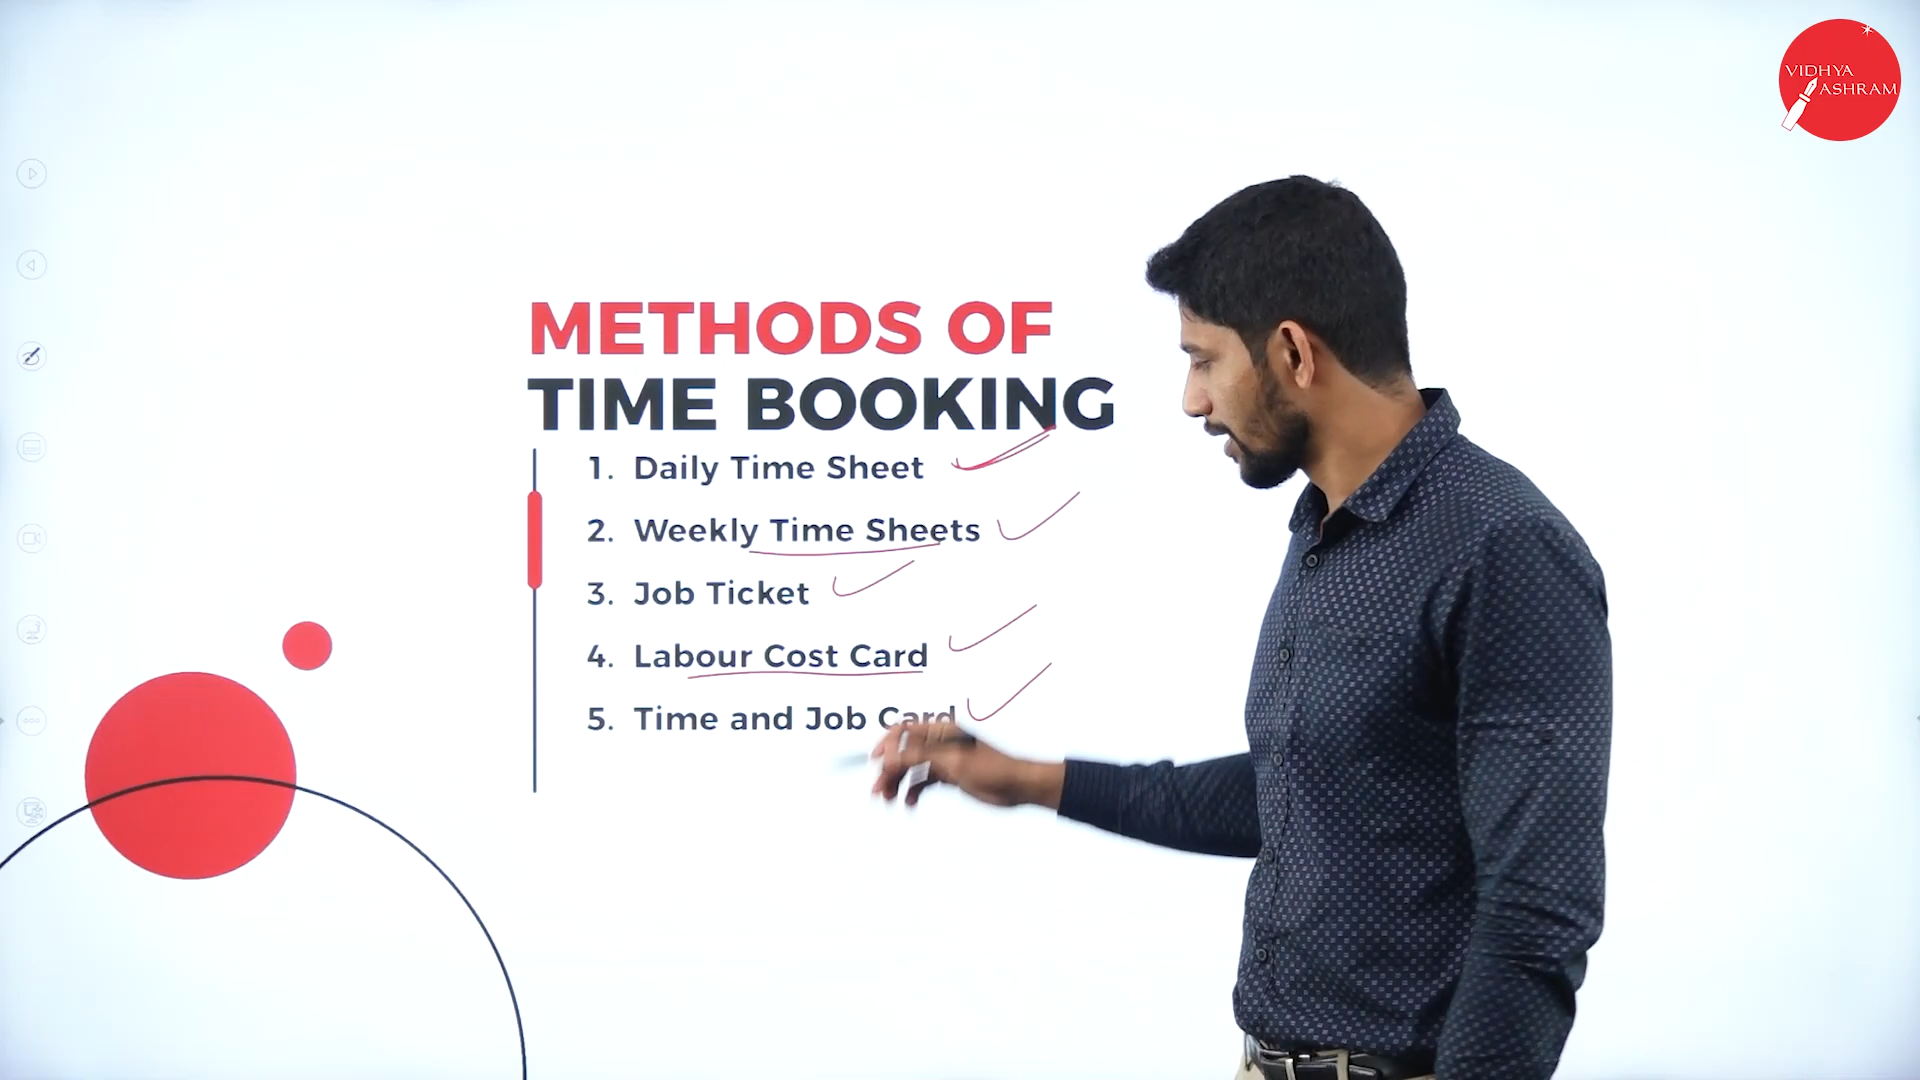 VIDHYA
ASHRAM
METHODS OF
TIME BOOKING
1. Daily Time Sheet
2. Weekly Time Sheets
3. Job Ticket
4. Labour Cost Card
5. Time and Job Card